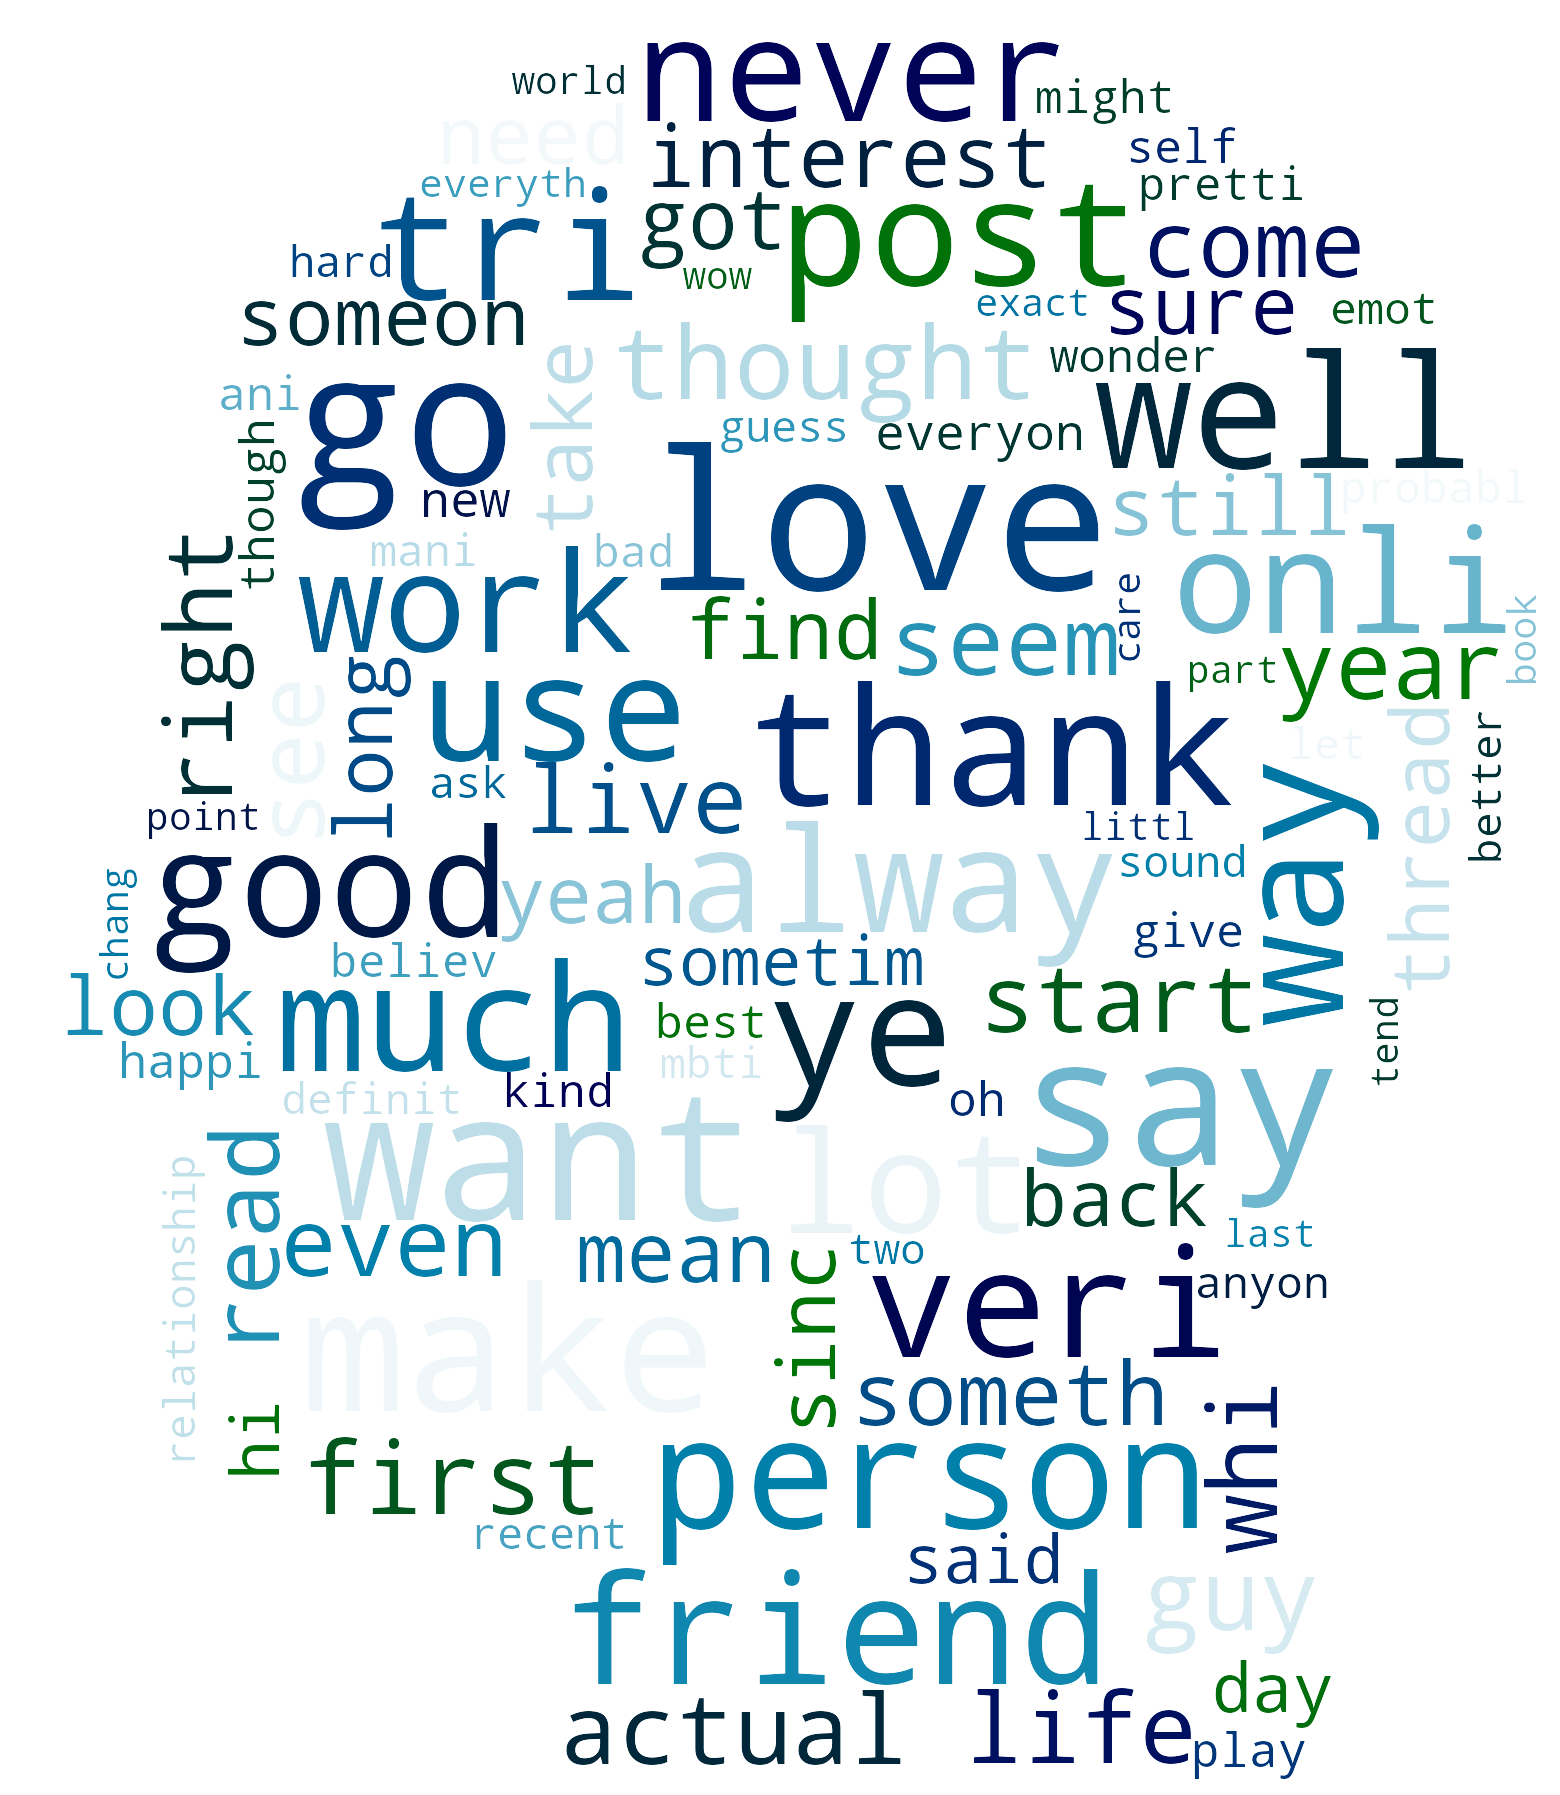 never
world
might
need
interest
self
everyth
pretti
tri
got
post
come
hard
wow
exact
sure
emot
someon
thought
wonder
take
ani
go
well
guess
everyon
though
new
love
still
probabl
mani
bad
onli
right
work
care
find
seem
book
part
year
long
see
use
thank
let
thread
better
ask
live
way
point
littl
good
alway
yeah
sound
chang
give
believ
sometim
look
much
best
ye
start
happi
mbti
tend
definit
kind
oh
say
want
lot
read
back
relationship
even
mean
two
last
sinc
veri
anyon
make
someth
whi
hi
first
person
recent
said
friend
guy
day
actual
life
play